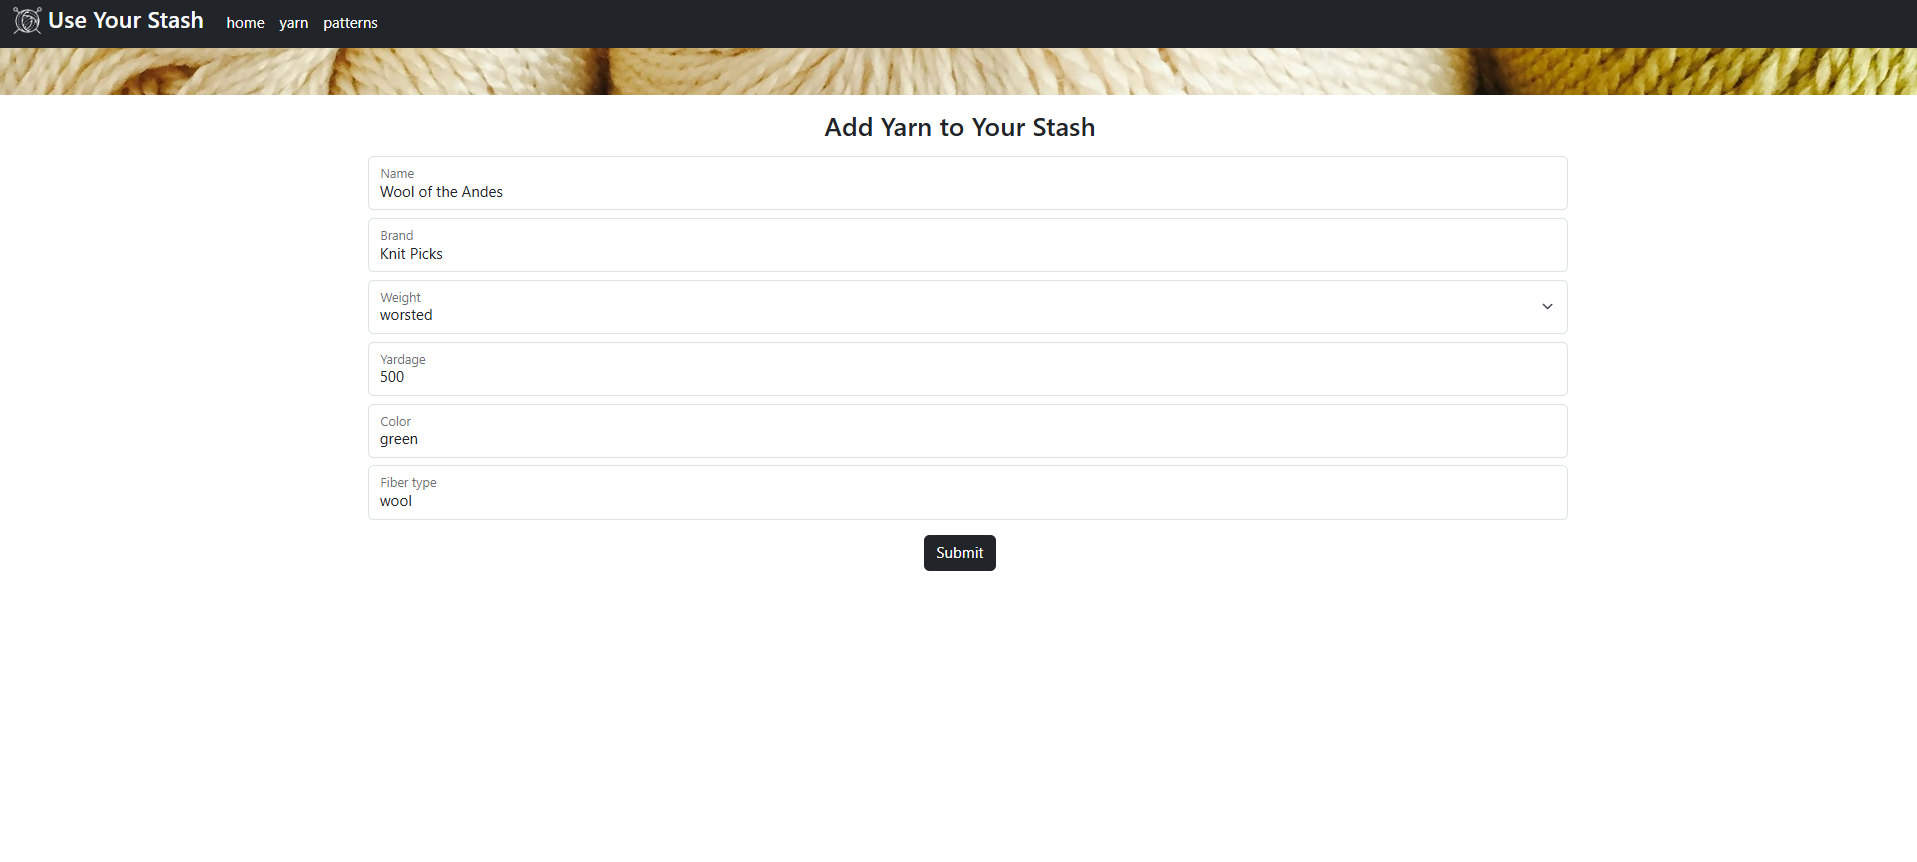 Use Your Stash home yarn patterns
Add Yarn to Your Stash
Name
Wool of the Andes
Brand
Knit Picks
Weight
worsted
Yardage
500
Color
green
Fiber type
wool
Submit